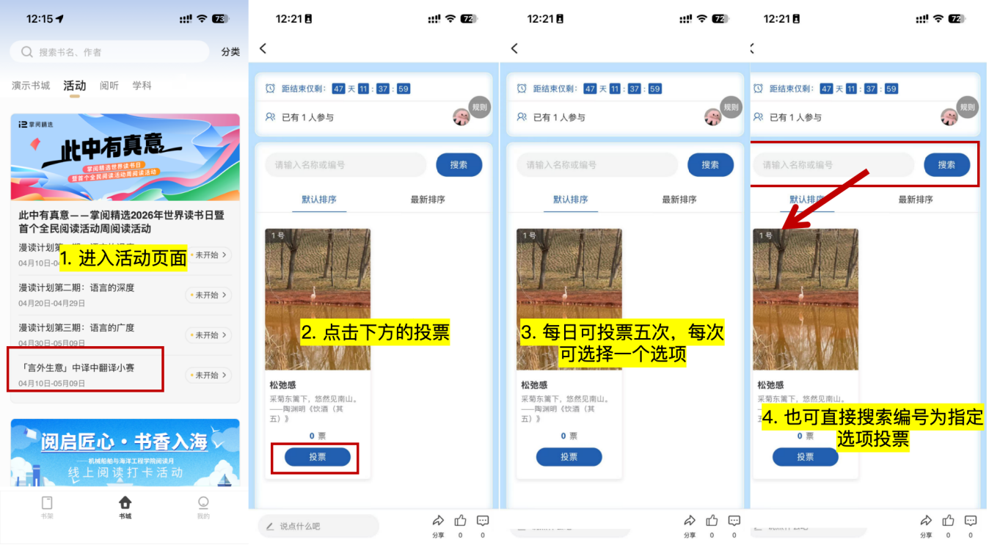 12:15
73
搜索书名、作者
分类
演示书城 活动 阅听 学科
掌阅精选
此中有真意
掌阅精选世界读书日
暨首个全民阅读活动周阅读活动
此中有真意——掌阅精选2026年世界读书日暨
首个全民阅读活动周阅读活动
漫读计划第
04月10日-0
未开始
1. 进入活动页面
漫读计划第二期：语言的深度
04月20日-04月29日
未开始
漫读计划第三期：语言的广度
04月30日-05月09日
未开始
「言外生意」中译中翻译小赛
04月10日-05月09日
未开始
阅启匠心·书香入海
——机械船舶与海洋工程学院阅读月
线上阅读打卡活动
书架
书城
我的
12:21
72
距结束仅剩： 47 天 11 : 37 : 59
规则
已有 1 人参与
请输入名称或编号
搜索
默认排序
最新排序
1 号
2. 点击下方的投票
松弛感
采菊东篱下，悠然见南山。
——陶渊明《饮酒（其
五）》
0 票
投票
说点什么吧
分享
0
0
12:21
72
距结束仅剩： 47 天 11 : 37 : 59
规则
已有 1 人参与
请输入名称或编号
搜索
默认排序
最新排序
1 号
3. 每日可投票五次，每次
可选择一个选项
松弛感
采菊东篱下，悠然见南山。
——陶渊明《饮酒（其
五）》
0 票
投票
分享
0
0
12:21
72
距结束仅剩： 47 天 11 : 37 : 59
规则
已有 1 人参与
请输入名称或编号
搜索
默认排
最新排序
1 号
松弛感
采菊东篱下，悠然见南山。
4. 也可直接搜索编号为指定
选项投票
0 票
投票
分享
0
0